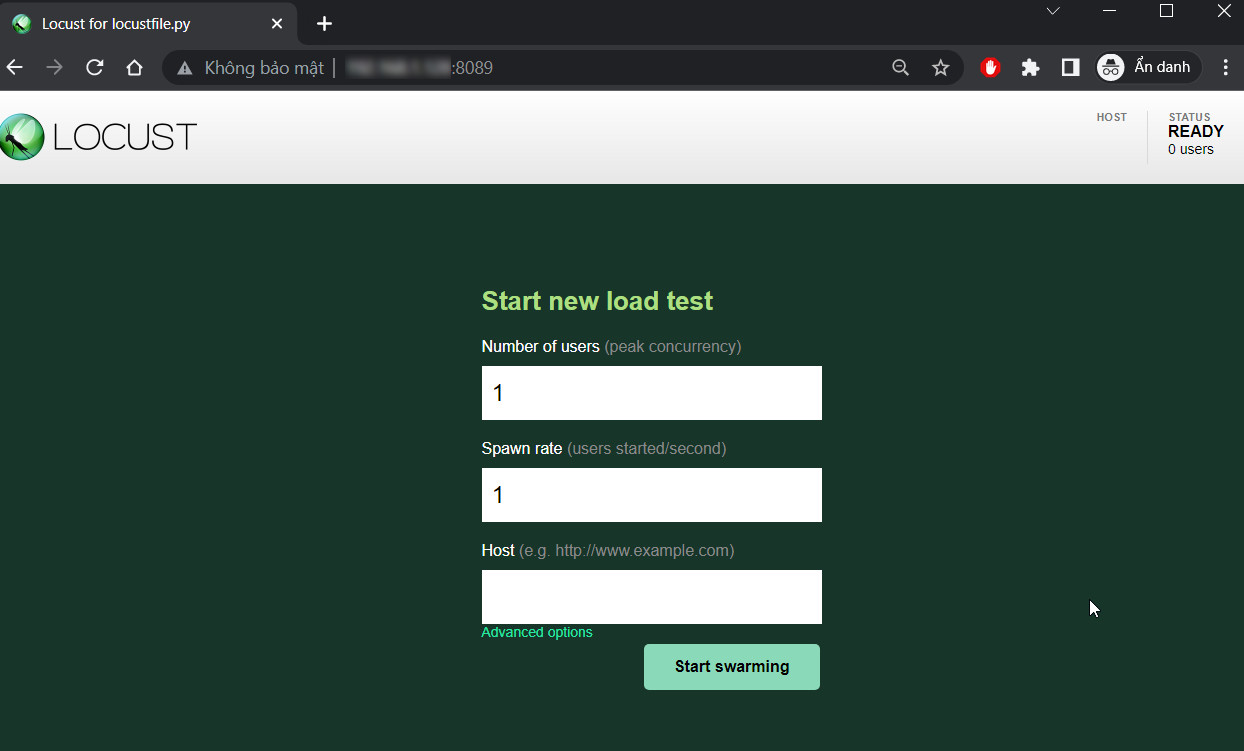 Locust for locustfile.py
Không bảo mật | :8089
Ẩn danh
LOCUST
HOST
STATUS
READY
0 users
Start new load test
Number of users (peak concurrency)
1
Spawn rate (users started/second)
1
Host (e.g. http://www.example.com)
Advanced options
Start swarming